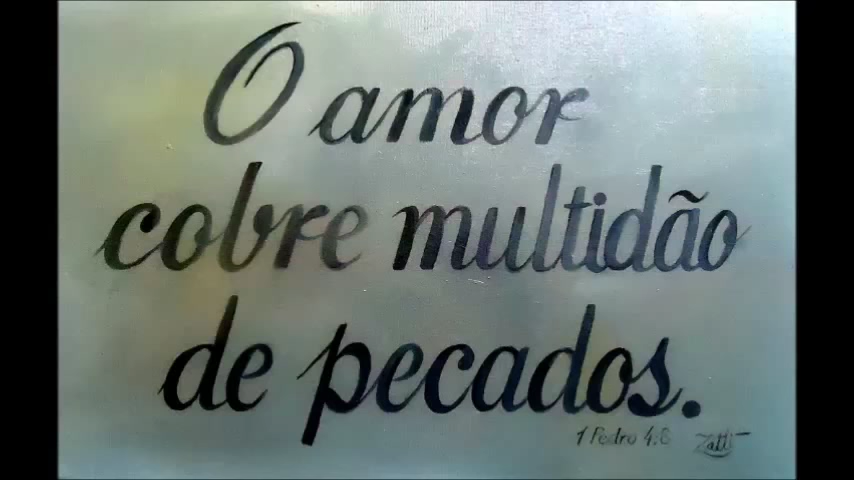 O amor
cobre multidão
de pecados.
1 Pedro 4:8 Zatti